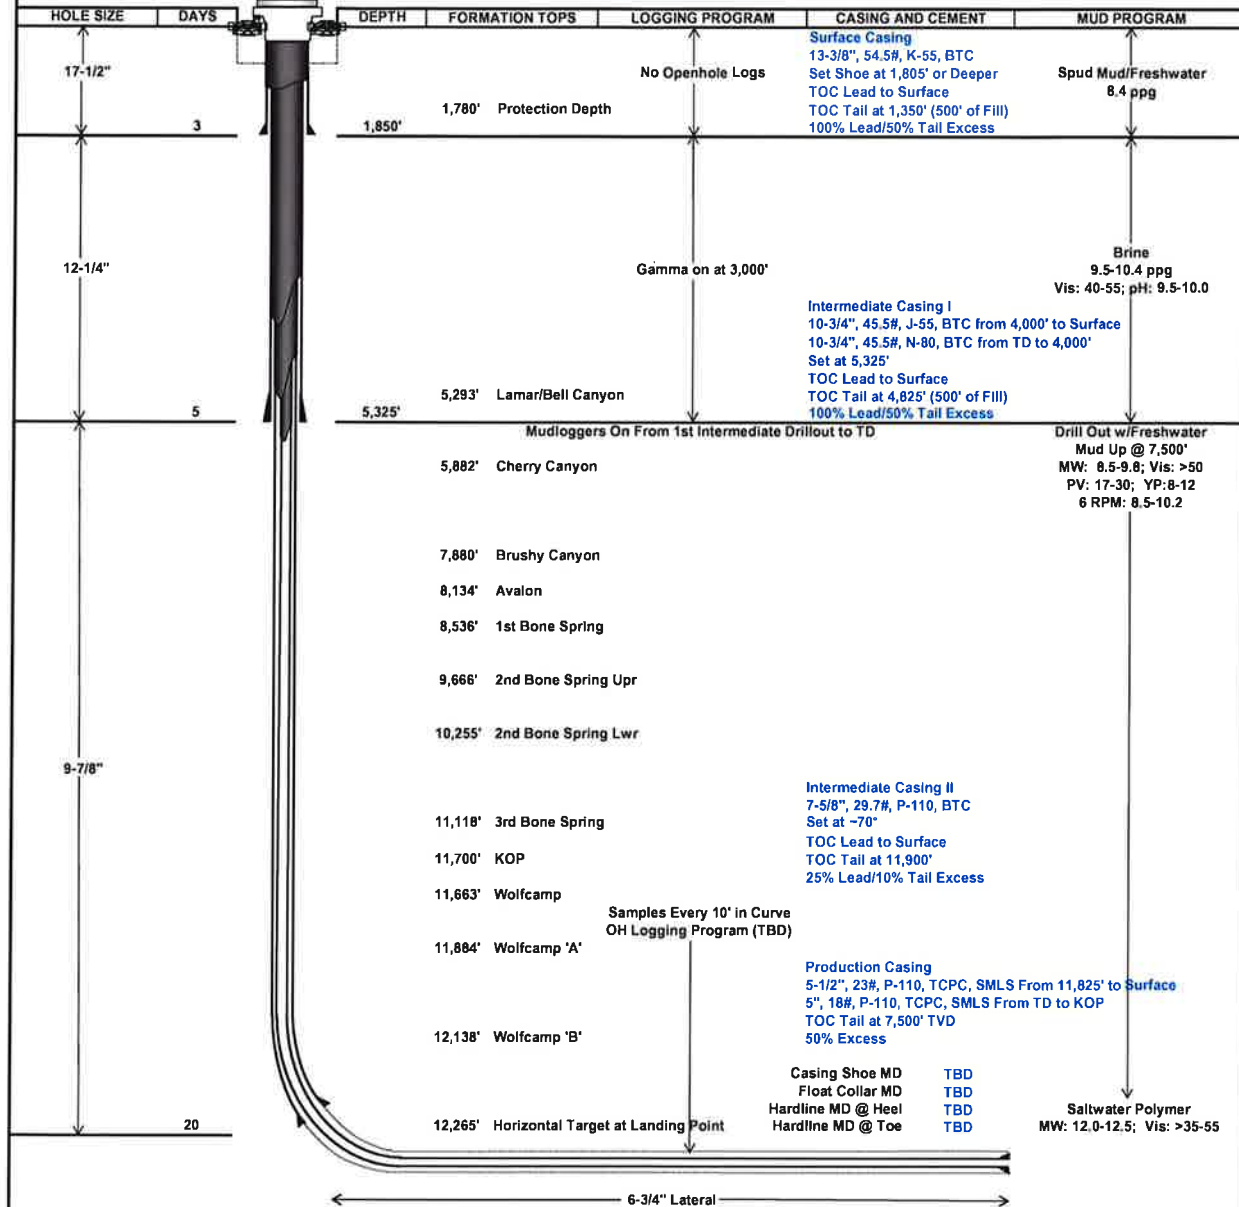 HOLE SIZE DAYS DEPTH FORMATION TOPS LOGGING PROGRAM CASING AND CEMENT MUD PROGRAM
Surface Casing
13-3/8", 54.5#, K-55, BTC
17-1/2" No Openhole Logs Set Shoe at 1,805' or Deeper Spud Mud/Freshwater
TOC Lead to Surface 8.4 ppg
1,780' Protection Depth TOC Tail at 1,350' (500' of Fill)
3 1,850' 100% Lead/50% Tail Excess
Brine
12-1/4" Gamma on at 3,000' 9.5-10.4 ppg
Vis: 40-55; pH: 9.5-10.0
Intermediate Casing I
10-3/4", 45.5#, J-55, BTC from 4,000' to Surface
10-3/4", 45.5#, N-80, BTC from TD to 4,000'
Set at 5,325'
TOC Lead to Surface
5,293' Lamar/Bell Canyon TOC Tail at 4,825' (500' of Fill)
5 5,325' 100% Lead/50% Tail Excess
Mudloggers On From 1st Intermediate Drillout to TD Drill Out w/Freshwater
Mud Up @ 7,500'
5,882' Cherry Canyon MW: 8.5-9.8; Vis: >50
PV: 17-30; YP:8-12
6 RPM: 8.5-10.2
7,880' Brushy Canyon
8,134' Avalon
8,536' 1st Bone Spring
9,666' 2nd Bone Spring Upr
10,255' 2nd Bone Spring Lwr
9-7/8"
Intermediate Casing II
7-5/8", 29.7#, P-110, BTC
11,118' 3rd Bone Spring Set at ~70°
TOC Lead to Surface
11,700' KOP TOC Tail at 11,900'
25% Lead/10% Tail Excess
11,663' Wolfcamp
Samples Every 10' in Curve
OH Logging Program (TBD)
11,884' Wolfcamp 'A'
Production Casing
5-1/2", 23#, P-110, TCPC, SMLS From 11,825' to Surface
5", 18#, P-110, TCPC, SMLS From TD to KOP
TOC Tail at 7,500' TVD
12,138' Wolfcamp 'B' 50% Excess
Casing Shoe MD TBD
Float Collar MD TBD
Hardline MD @ Heel TBD Saltwater Polymer
20 12,265' Horizontal Target at Landing Point Hardline MD @ Toe TBD MW: 12.0-12.5; Vis: >35-55
6-3/4" Lateral